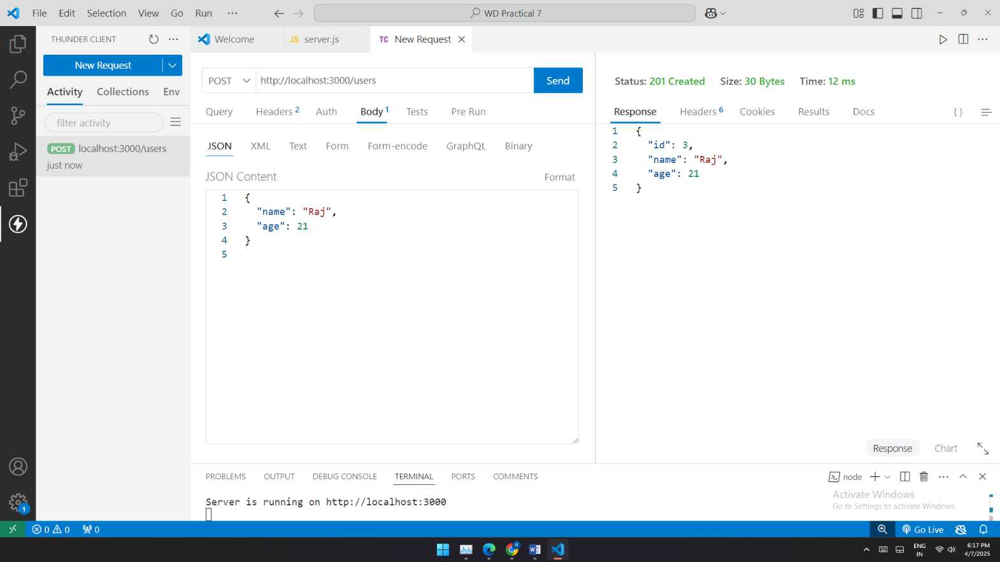 File Edit Selection View Go Run ··· WD Practical 7
THUNDER CLIENT ···
New Request
Activity Collections Env
filter activity
POST localhost:3000/users
just now
Welcome JS server.js TC New Request ···
POST http://localhost:3000/users Send
Query Headers 2 Auth Body 1 Tests Pre Run
JSON XML Text Form Form-encode GraphQL Binary
JSON Content Format
1 {
2 "name": "Raj",
3 "age": 21
4 }
5
Status: 201 Created Size: 30 Bytes Time: 12 ms
Response Headers 6 Cookies Results Docs { }
1 {
2 "id": 3,
3 "name": "Raj",
4 "age": 21
5 }
Response Chart
PROBLEMS OUTPUT DEBUG CONSOLE TERMINAL PORTS COMMENTS node ···
Server is running on http://localhost:3000
Activate Windows
Go to Settings to activate Windows.
1
0 0 0 Go Live
R W
ENG
IN
6:17 PM
4/7/2025